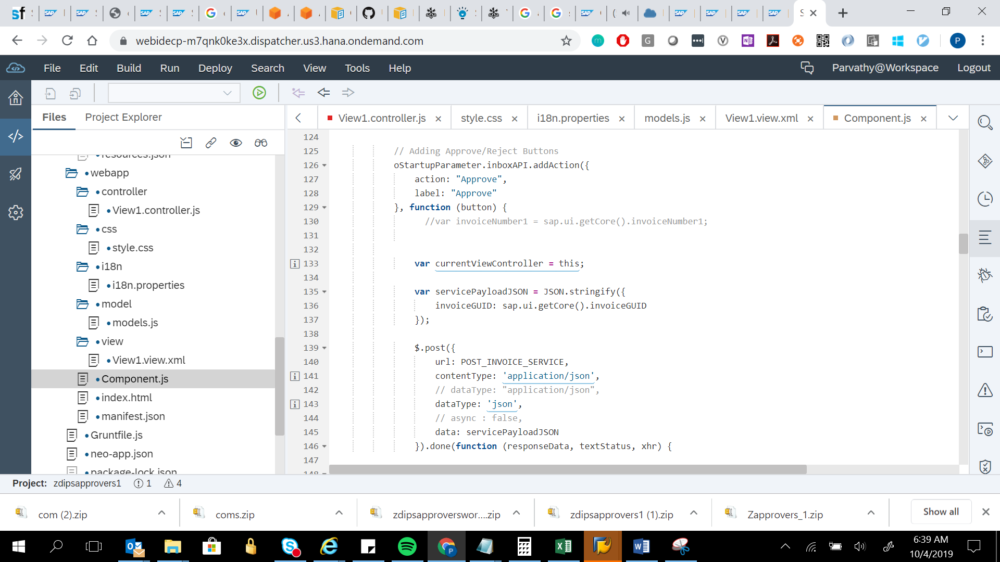 webidecp-m7qnk0ke3x.dispatcher.us3.hana.ondemand.com
File Edit Build Run Deploy Search View Tools Help Parvathy@Workspace Logout
Files Project Explorer
View1.controller.js style.css i18n.properties models.js View1.view.xml Component.js
resources.json
webapp
controller
View1.controller.js
css
style.css
i18n
i18n.properties
model
models.js
view
View1.view.xml
Component.js
index.html
manifest.json
Gruntfile.js
neo-app.json
package-lock.json
124
125 // Adding Approve/Reject Buttons
126 oStartupParameter.inboxAPI.addAction({
127 action: "Approve",
128 label: "Approve"
129 }, function (button) {
130 //var invoiceNumber1 = sap.ui.getCore().invoiceNumber1;
131
132
133 var currentViewController = this;
134
135 var servicePayloadJSON = JSON.stringify({
136 invoiceGUID: sap.ui.getCore().invoiceGUID
137 });
138
139 $.post({
140 url: POST_INVOICE_SERVICE,
141 contentType: 'application/json',
142 // dataType: "application/json",
143 dataType: 'json',
144 // async : false,
145 data: servicePayloadJSON
146 }).done(function (responseData, textStatus, xhr) {
147
148
Project: zdipsapprovers1 1 4
com (2).zip coms.zip zdipsapproverswor....zip zdipsapprovers1 (1).zip Zapprovers_1.zip Show all
6:39 AM
10/4/2019